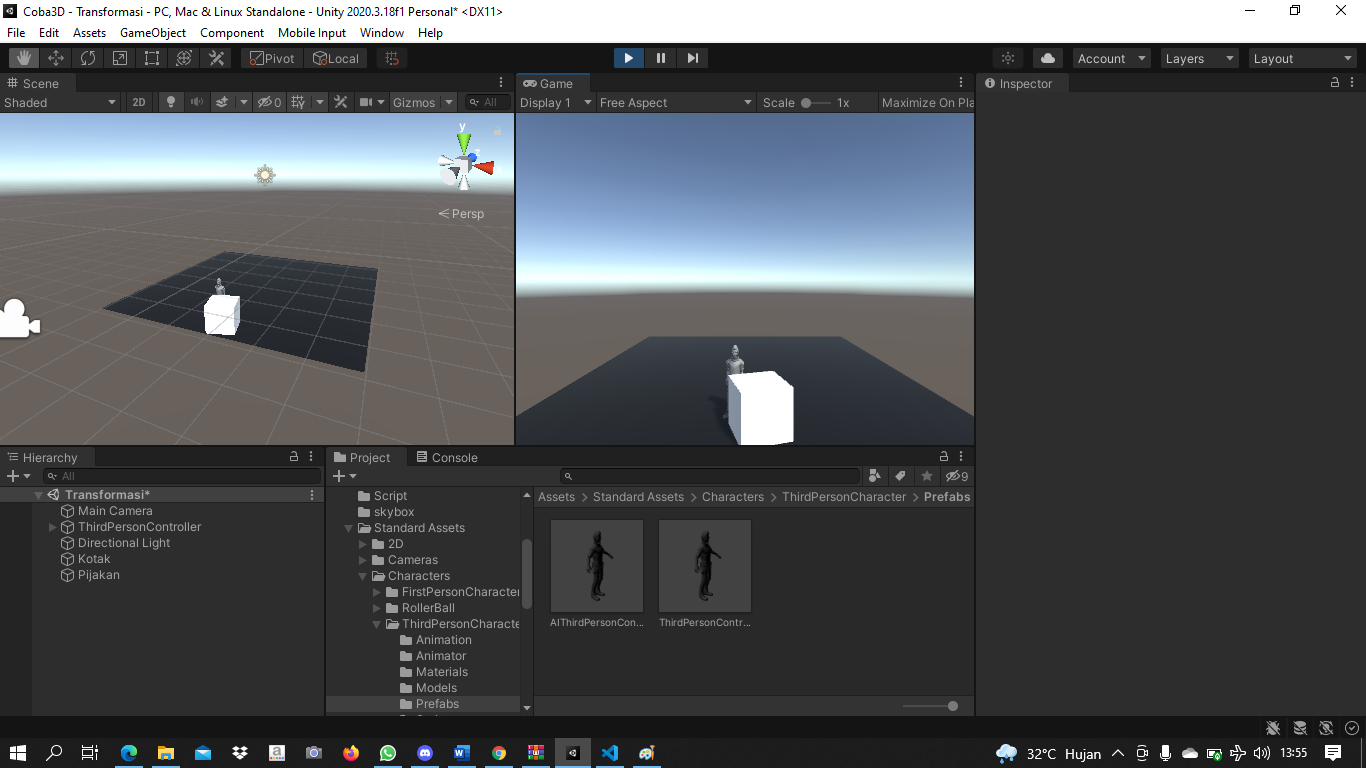 Coba3D - Transformasi - PC, Mac & Linux Standalone - Unity 2020.3.18f1 Personal* <DX11>
File Edit Assets GameObject Component Mobile Input Window Help
Pivot Local Account Layers Layout
Scene
Shaded 2D 0 Gizmos All
y
Persp
Game
Display 1 Free Aspect Scale 1x Maximize On Pla
Inspector
Hierarchy
All
Transformasi*
Main Camera
ThirdPersonController
Directional Light
Kotak
Pijakan
Project Console
9
Script
skybox
Standard Assets
2D
Cameras
Characters
FirstPersonCharacter
RollerBall
ThirdPersonCharacte
Animation
Animator
Materials
Models
Prefabs
Assets > Standard Assets > Characters > ThirdPersonCharacter > Prefabs
AIThirdPersonCon...
ThirdPersonContr...
32°C Hujan 13:55